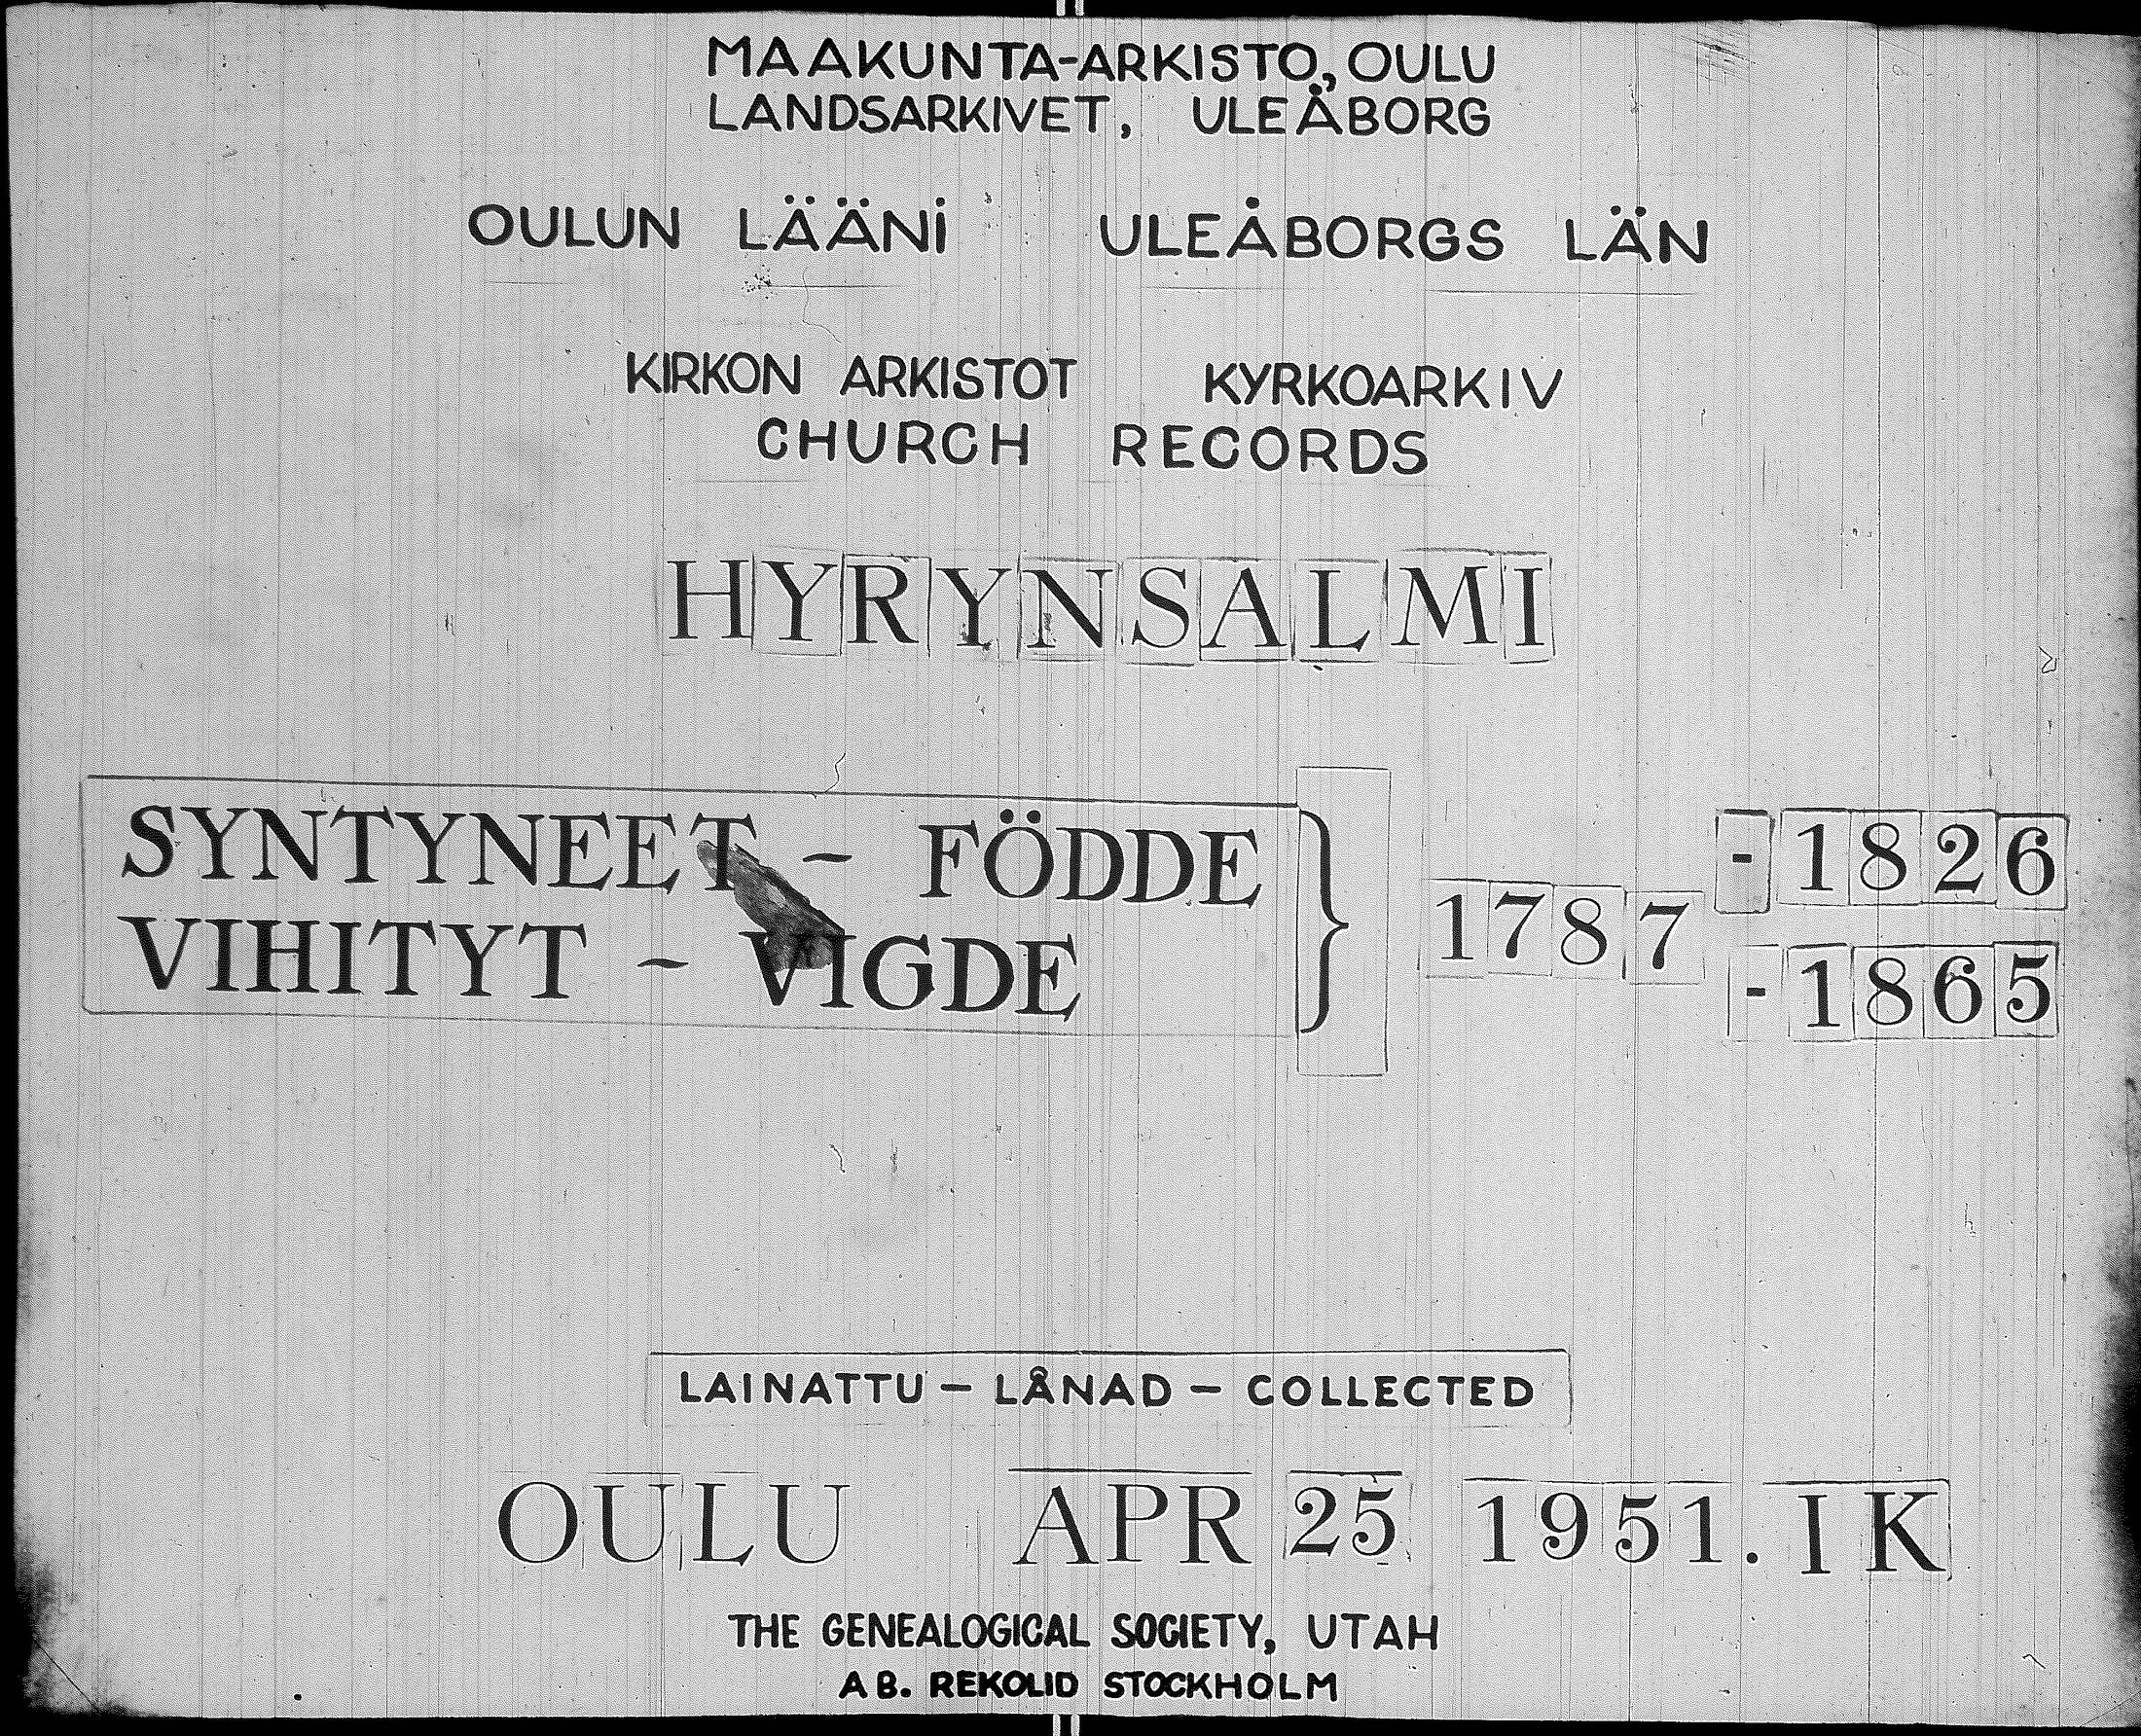 MAAKUNTA-ARKISTO, OULU
LANDSARKIVET, ULEÅBORG
OULUN LÄÄNI ULEÅBORGS LÄN
KIRKON ARKISTOT KYRKOARKIV
CHURCH RECORDS
HYRYNSALMI
SYNTYNEET - FÖDDE } 1787 - 1826
VIHITYT - VIGDE - 1865
LAINATTU - LÅNAD - COLLECTED
OULU APR 25 1951. IK
THE GENEALOGICAL SOCIETY, UTAH
AB. REKOLID STOCKHOLM